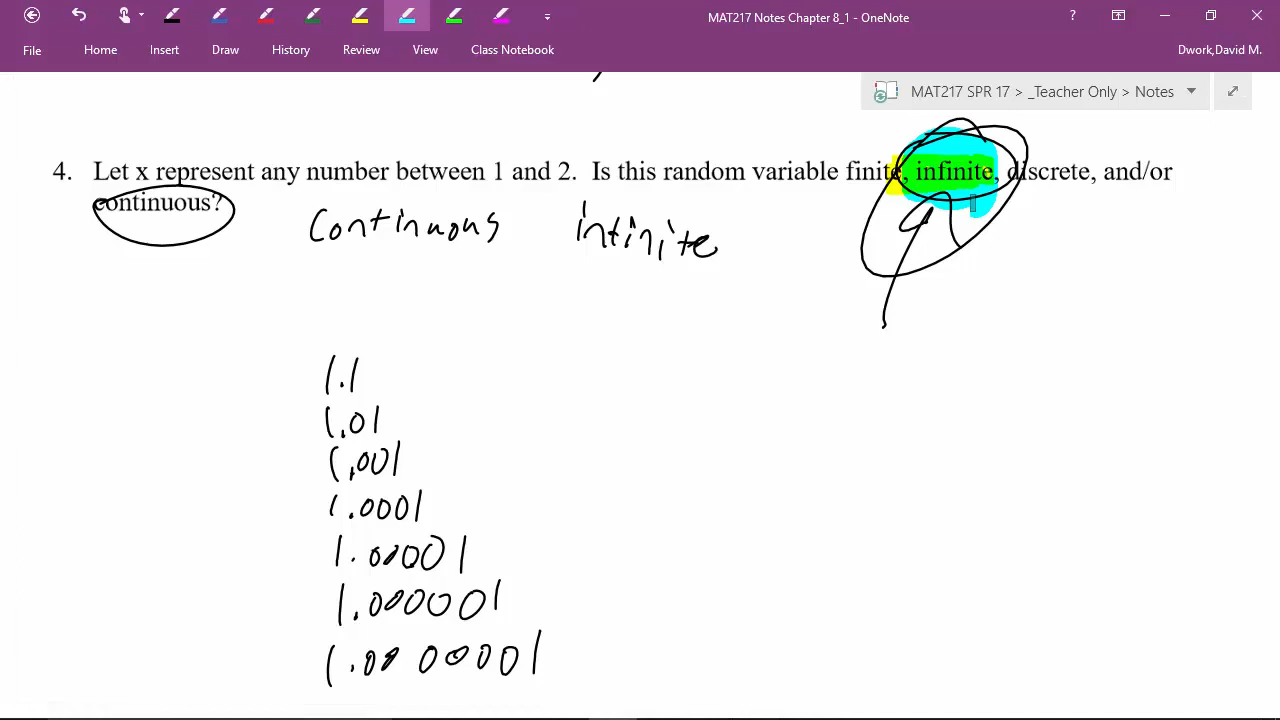 MAT217 Notes Chapter 8_1 - OneNote
?
File Home Insert Draw History Review View Class Notebook
Dwork,David M.
MAT217 SPR 17 > _Teacher Only > Notes
4. Let x represent any number between 1 and 2. Is this random variable finite, infinite, discrete, and/or
continuous?
Continuous infinite
1.1
1.01
1.001
1.0001
1.00001
1.000001
1.0000001